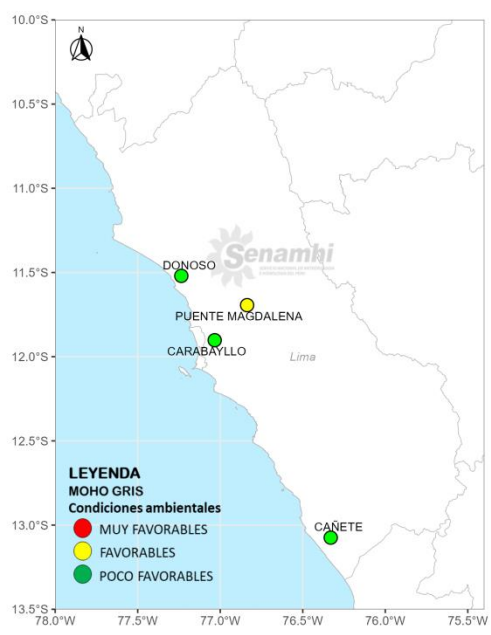 10.0°S
N
10.5°S
11.0°S
Senamhi
11.5°S
DONOSO
PUENTE MAGDALENA
CARABAYLLO
12.0°S
Lima
12.5°S
LEYENDA
MOHO GRIS
Condiciones ambientales
MUY FAVORABLES
FAVORABLES
POCO FAVORABLES
CAÑETE
13.0°S
13.5°S
78.0°W 77.5°W 77.0°W 76.5°W 76.0°W 75.5°W